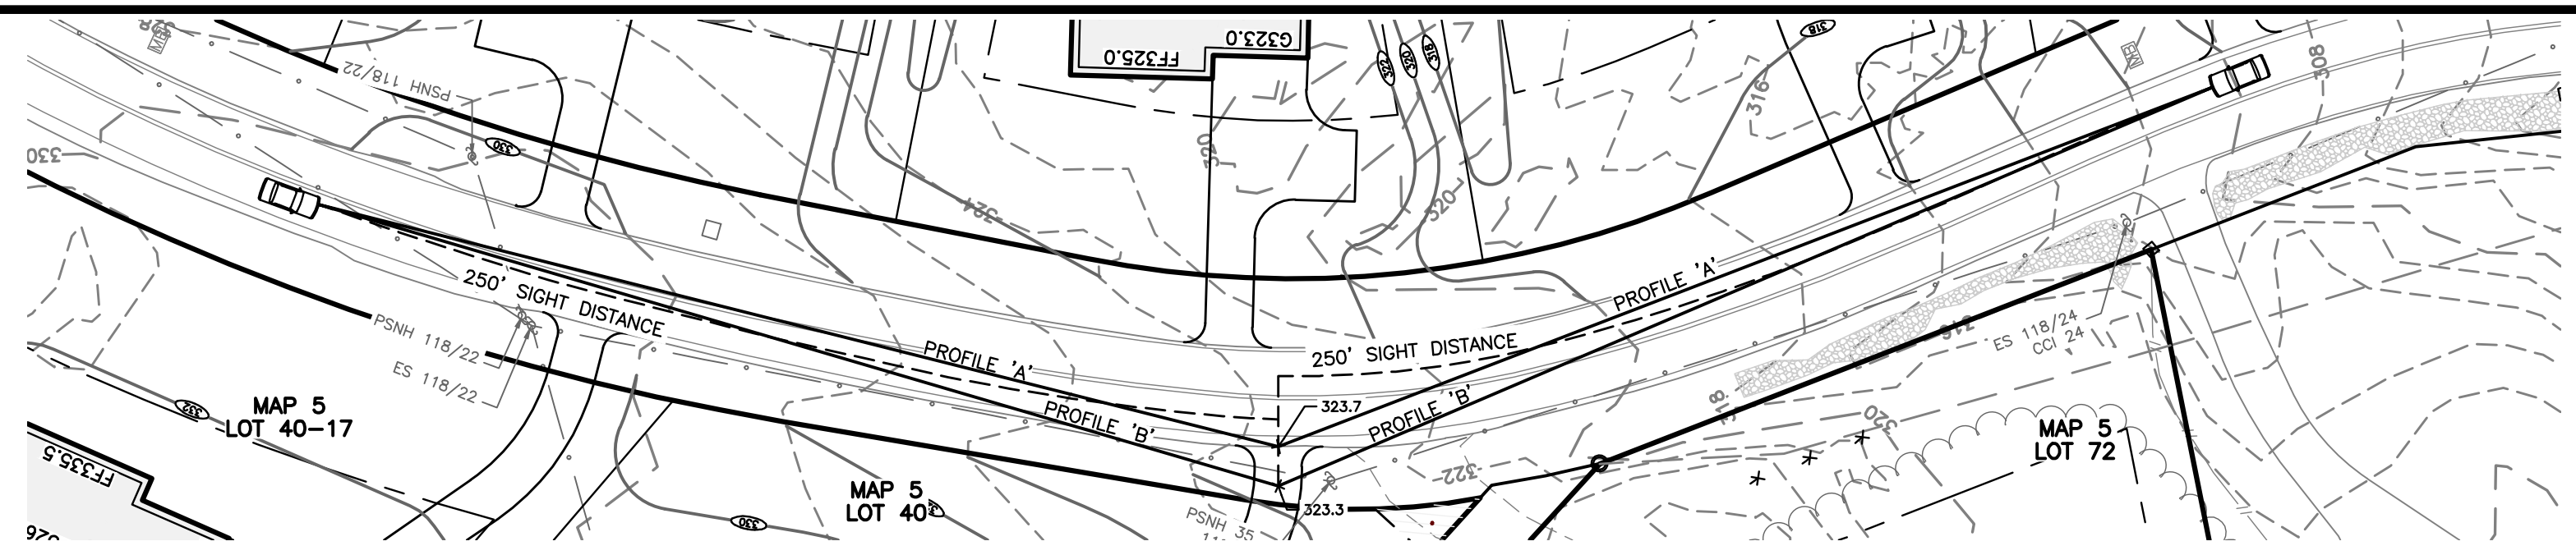 330
PSNH 118/22
330
FF325.0
G323.0
322
320
318
318
316
308
320
324
320
250' SIGHT DISTANCE
PROFILE 'A'
PROFILE 'B'
250' SIGHT DISTANCE
PROFILE 'A'
PROFILE 'B'
323.7
323.3
PSNH 118/22
ES 118/22
332
MAP 5
LOT 40-17
FF335.5
330
MAP 5
LOT 40
PSNH 35
322
318
316
320
ES 118/24
CCI 24
MAP 5
LOT 72